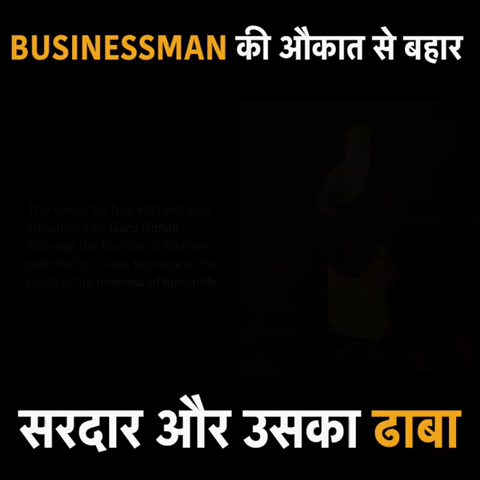 BUSINESSMAN की औकात से बहार
The langar (or free kitchen) was
introduced by Guru Nanak,
who was the founder of Sikhism
and the first Guru, because of his
belief in the oneness of humanity.
सरदार और उसका ढाबा